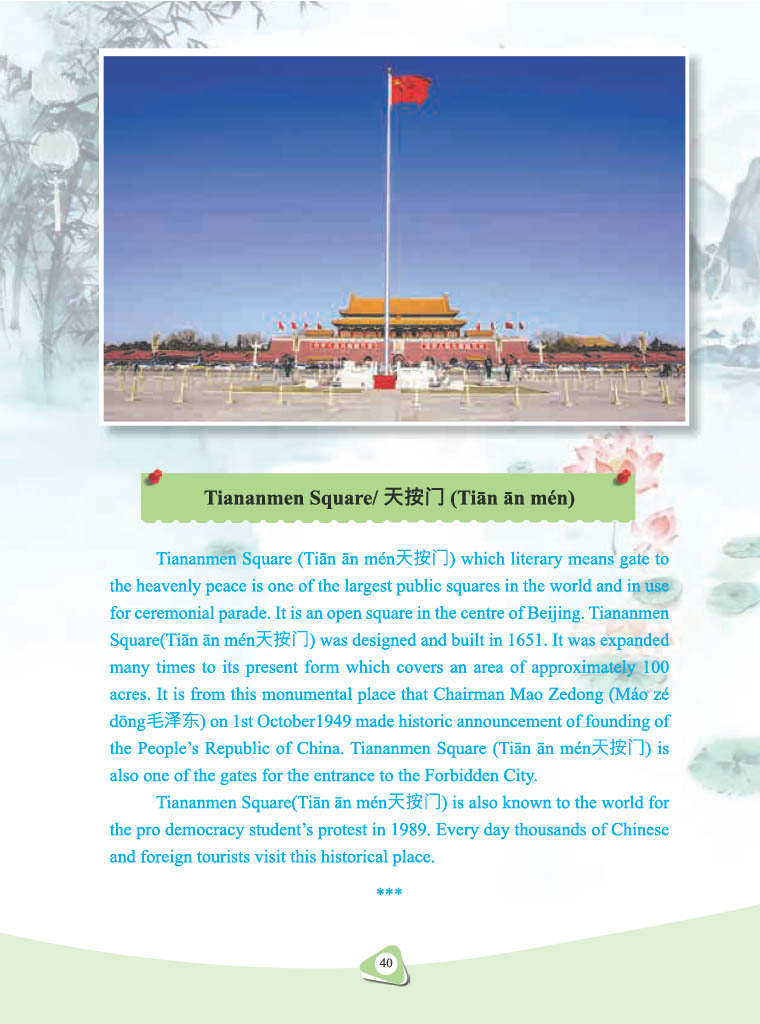 Tiananmen Square/ 天按门 (Tiān ān mén)
Tiananmen Square (Tiān ān mén天按门) which literary means gate to
the heavenly peace is one of the largest public squares in the world and in use
for ceremonial parade. It is an open square in the centre of Beijing. Tiananmen
Square(Tiān ān mén天按门) was designed and built in 1651. It was expanded
many times to its present form which covers an area of approximately 100
acres. It is from this monumental place that Chairman Mao Zedong (Máo zé
dōng毛泽东) on 1st October1949 made historic announcement of founding of
the People’s Republic of China. Tiananmen Square (Tiān ān mén天按门) is
also one of the gates for the entrance to the Forbidden City.
Tiananmen Square(Tiān ān mén天按门) is also known to the world for
the pro democracy student’s protest in 1989. Every day thousands of Chinese
and foreign tourists visit this historical place.
***
40